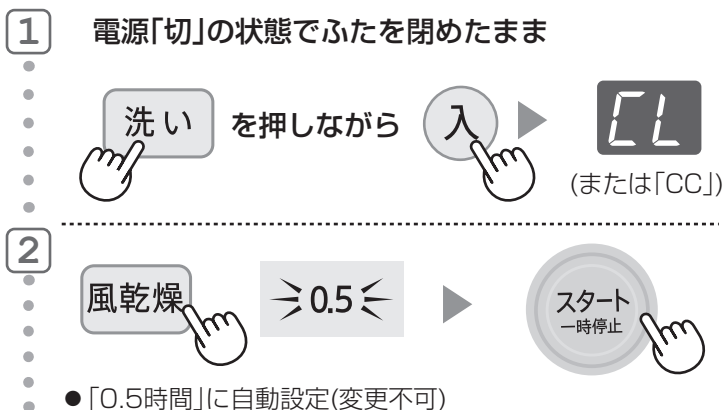 1 電源「切」の状態でふたを閉めたまま
洗い を押しながら 入 ▶ CL
(または「CC」)
2
風乾燥 0.5 ▶ スタート
一時停止
●「0.5時間」に自動設定(変更不可)